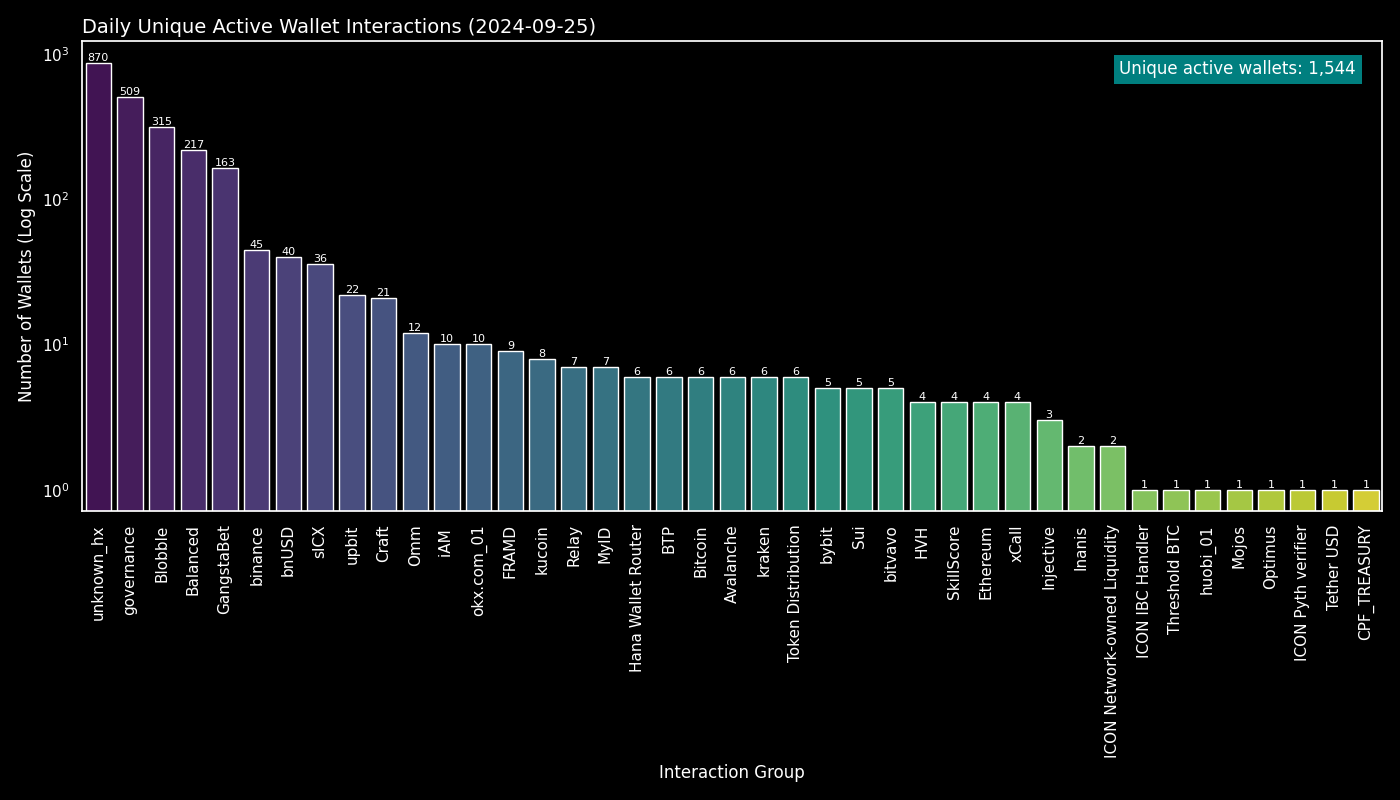 Daily Unique Active Wallet Interactions (2024-09-25)
Unique active wallets: 1,544
Number of Wallets (Log Scale)
10³
10²
10¹
10⁰
870
509
315
217
163
45
40
36
22
21
12
10
10
9
8
7
7
6
6
6
6
6
6
5
5
5
4
4
4
4
3
2
2
1
1
1
1
1
1
1
1
unknown_hx
governance
Blobble
Balanced
GangstaBet
binance
bnUSD
sICX
upbit
Craft
Omm
iAM
okx.com_01
FRAMD
kucoin
Relay
MyID
Hana Wallet Router
BTP
Bitcoin
Avalanche
kraken
Token Distribution
bybit
Sui
bitvavo
HVH
SkillScore
Ethereum
xCall
Injective
Inanis
ICON Network-owned Liquidity
ICON IBC Handler
Threshold BTC
huobi_01
Mojos
Optimus
ICON Pyth verifier
Tether USD
CPF_TREASURY
Interaction Group